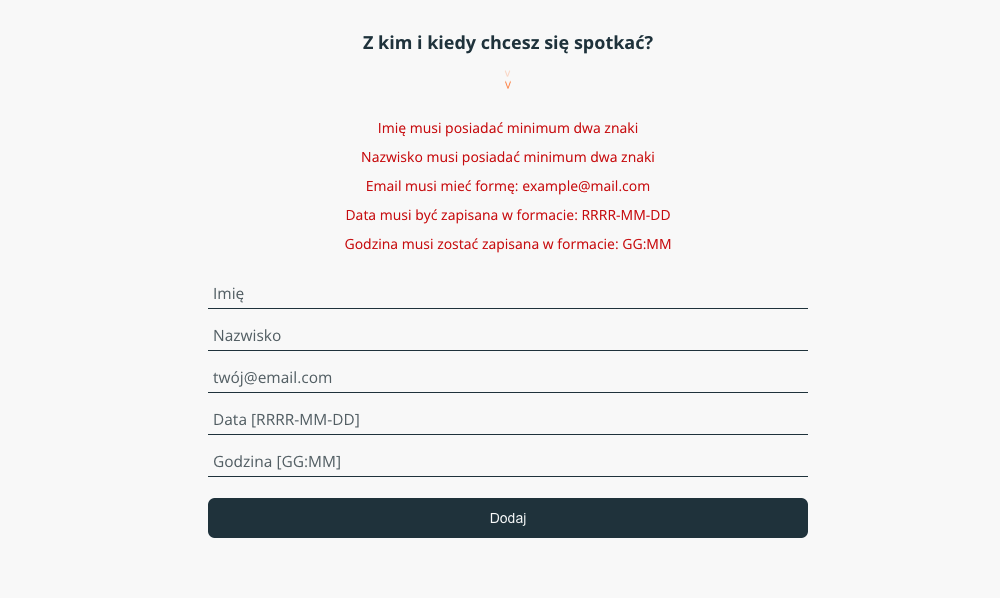 Z kim i kiedy chcesz się spotkać?
v
v
Imię musi posiadać minimum dwa znaki
Nazwisko musi posiadać minimum dwa znaki
Email musi mieć formę: example@mail.com
Data musi być zapisana w formacie: RRRR-MM-DD
Godzina musi zostać zapisana w formacie: GG:MM
Imię
Nazwisko
twój@email.com
Data [RRRR-MM-DD]
Godzina [GG:MM]
Dodaj